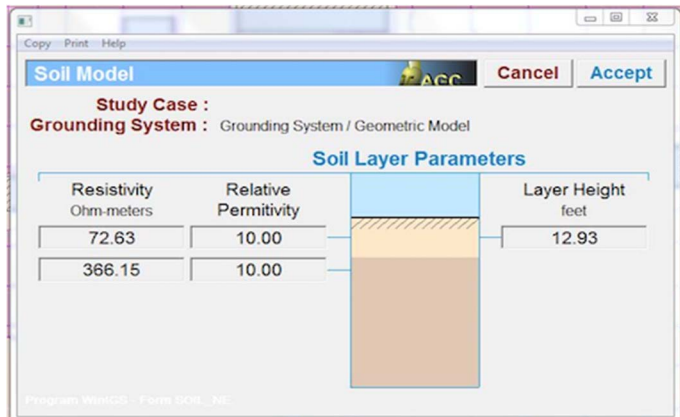 Copy Print Help
Soil Model
AGC
Cancel
Accept
Study Case :
Grounding System : Grounding System / Geometric Model
Soil Layer Parameters
Resistivity
Ohm-meters
Relative
Permitivity
Layer Height
feet
72.63
10.00
12.93
366.15
10.00
Program WinIGS - Form SOIL_NE